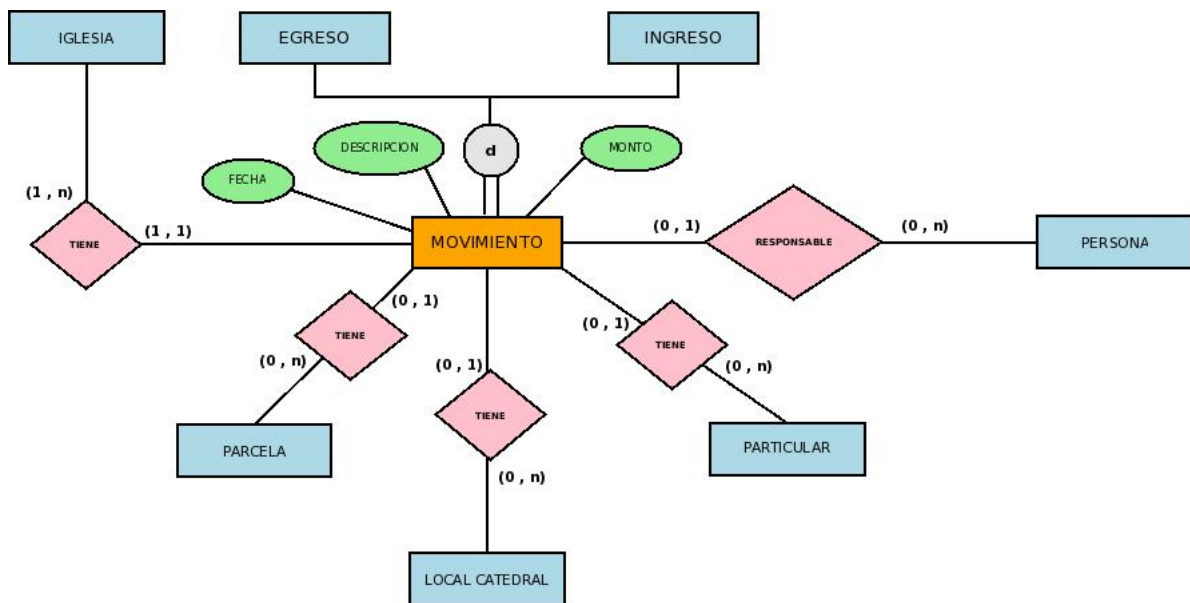 IGLESIA
EGRESO
INGRESO
DESCRIPCION
d
MONTO
FECHA
(1 , n)
TIENE
(1 , 1)
MOVIMIENTO
(0 , 1)
RESPONSABLE
(0 , n)
PERSONA
(0 , 1)
TIENE
(0 , n)
PARCELA
(0 , 1)
TIENE
(0 , n)
LOCAL CATEDRAL
(0 , 1)
TIENE
(0 , n)
PARTICULAR